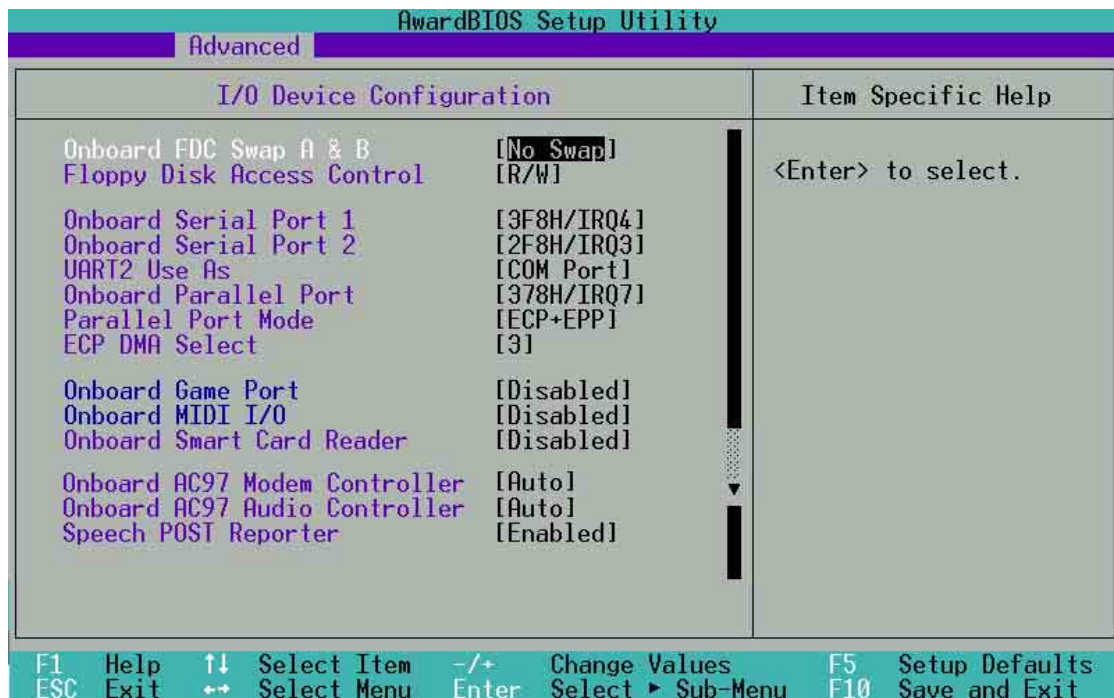 AwardBIOS Setup Utility
Advanced
I/O Device Configuration
Item Specific Help
Onboard FDC Swap A & B [No Swap]
Floppy Disk Access Control [R/W]
Onboard Serial Port 1 [3F8H/IRQ4]
Onboard Serial Port 2 [2F8H/IRQ3]
UART2 Use As [COM Port]
Onboard Parallel Port [378H/IRQ7]
Parallel Port Mode [ECP+EPP]
ECP DMA Select [3]
Onboard Game Port [Disabled]
Onboard MIDI I/O [Disabled]
Onboard Smart Card Reader [Disabled]
Onboard AC97 Modem Controller [Auto]
Onboard AC97 Audio Controller [Auto]
Speech POST Reporter [Enabled]
<Enter> to select.
F1 Help ↑↓ Select Item -/+ Change Values F5 Setup Defaults
ESC Exit ←→ Select Menu Enter Select ► Sub-Menu F10 Save and Exit